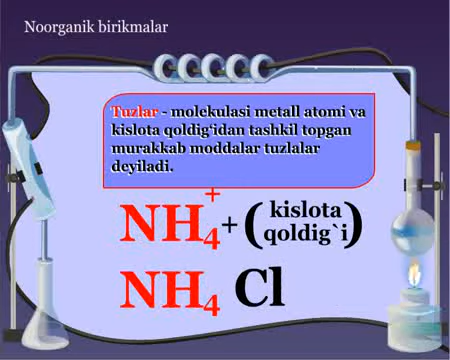 Noorganik birikmalar
Tuzlar - molekulasi metall atomi va
kislota qoldig‘idan tashkil topgan
murakkab moddalar tuzlalar
deyiladi.
NH₄⁺ + (kislota
qoldig`i)
NH₄ Cl